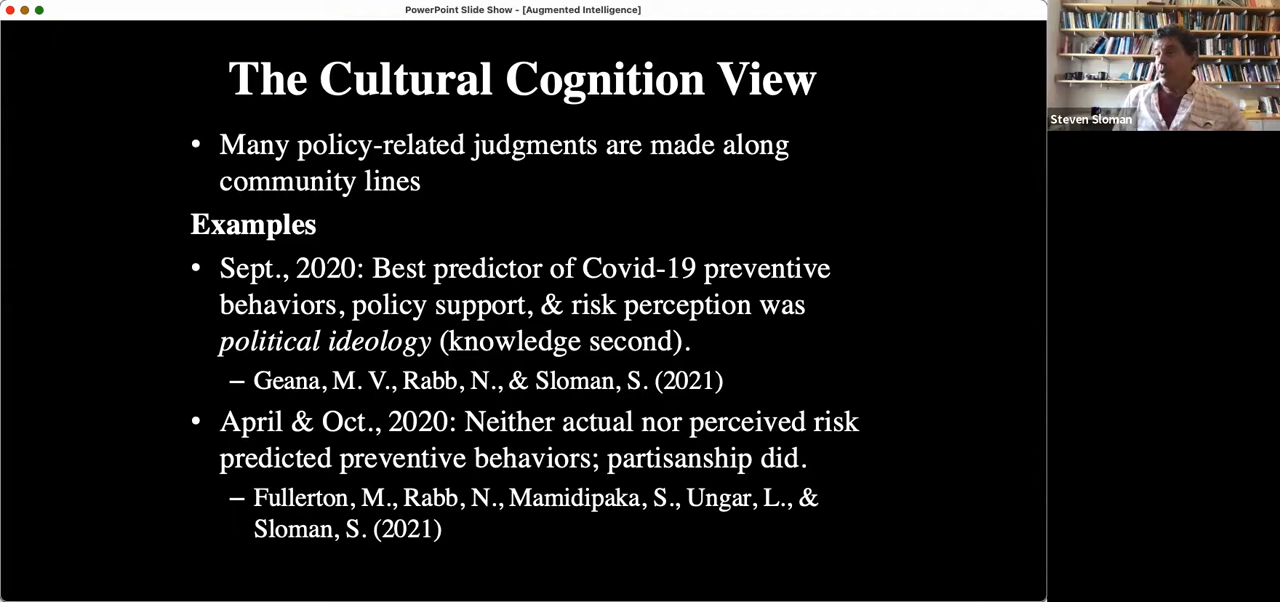 PowerPoint Slide Show - [Augmented Intelligence]
The Cultural Cognition View
• Many policy-related judgments are made along
community lines
Examples
• Sept., 2020: Best predictor of Covid-19 preventive
behaviors, policy support, & risk perception was
political ideology (knowledge second).
– Geana, M. V., Rabb, N., & Sloman, S. (2021)
• April & Oct., 2020: Neither actual nor perceived risk
predicted preventive behaviors; partisanship did.
– Fullerton, M., Rabb, N., Mamidipaka, S., Ungar, L., &
Sloman, S. (2021)
Steven Sloman